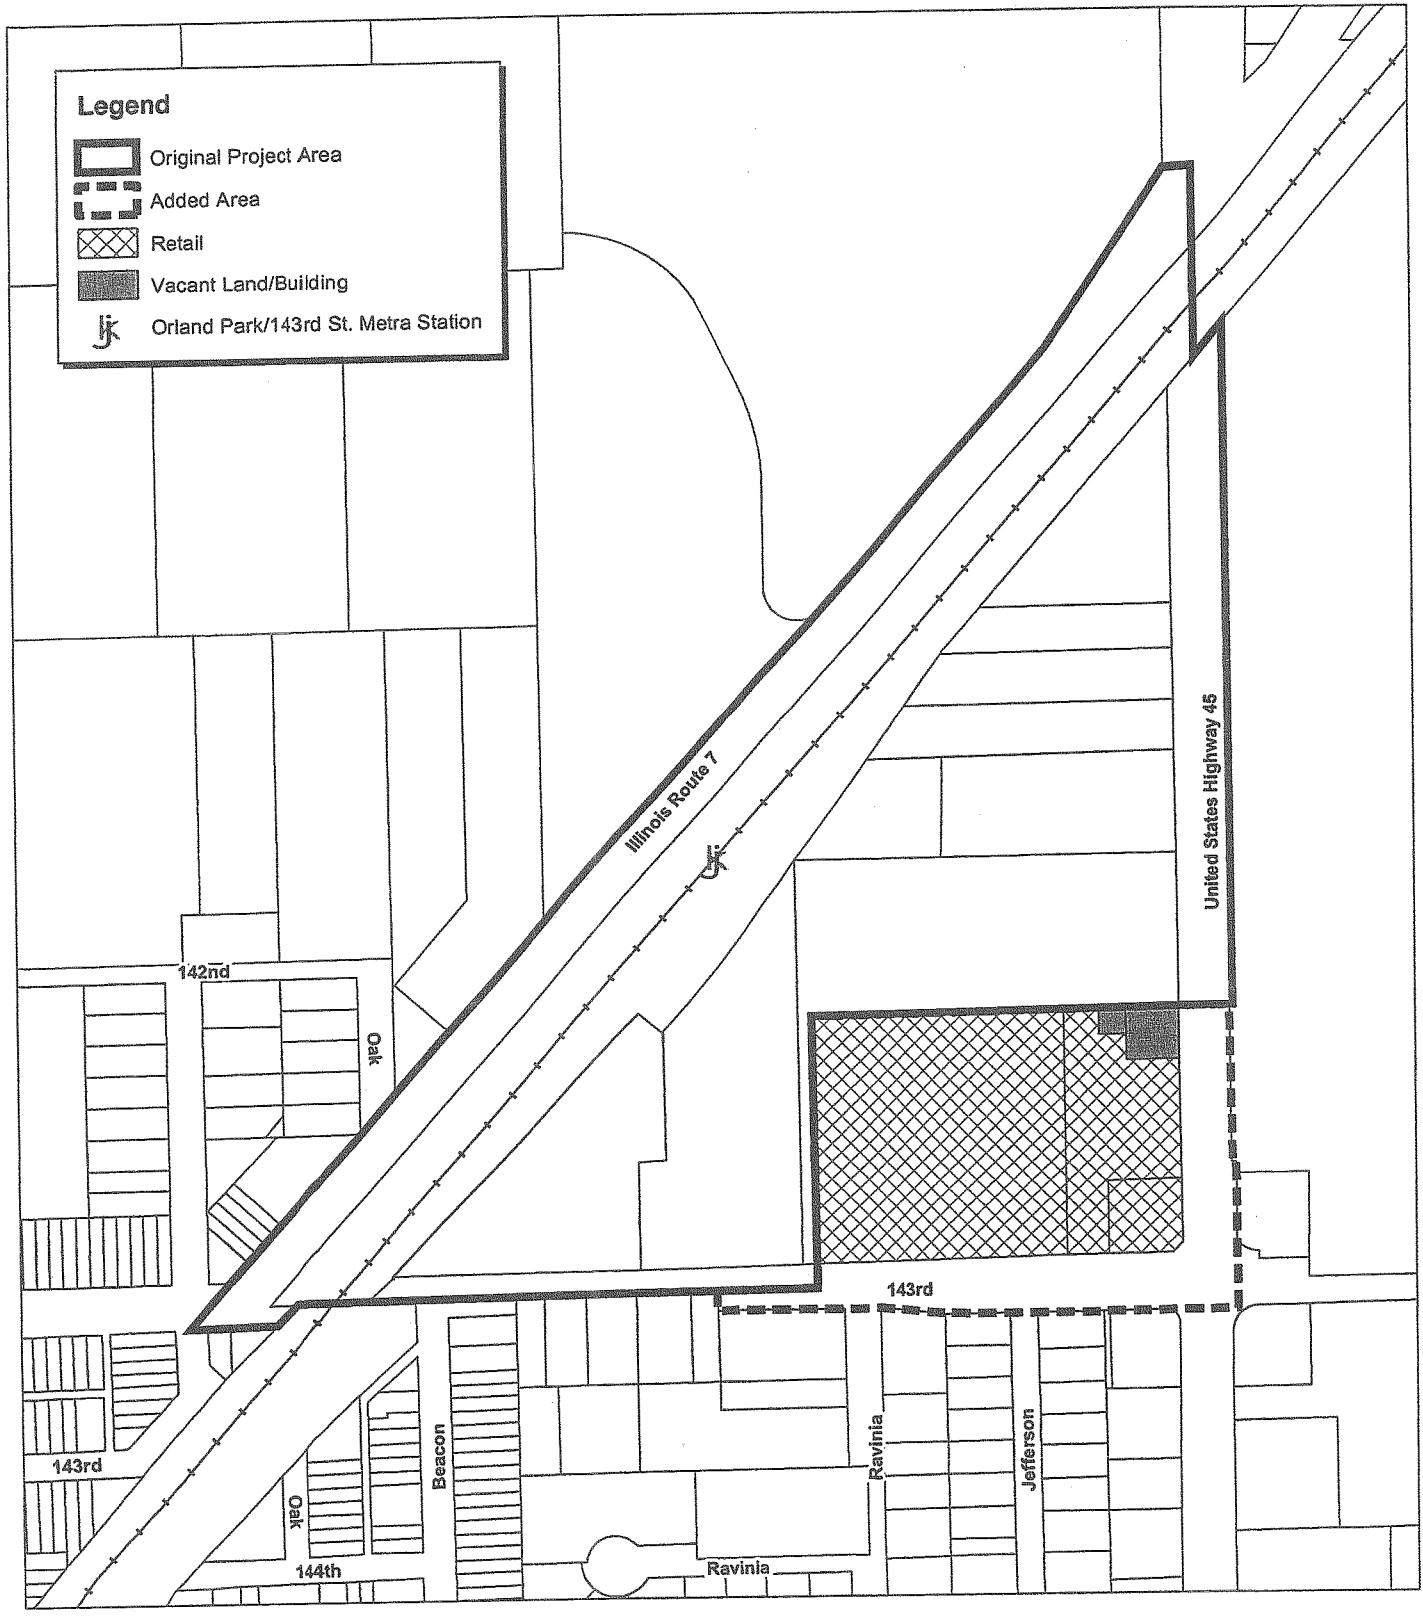 Legend
Original Project Area
Added Area
Retail
Vacant Land/Building
Orland Park/143rd St. Metra Station
Illinois Route 7
United States Highway 45
142nd
Oak
143rd
143rd
Beacon
Ravinia
Jefferson
Oak
144th
Ravinia